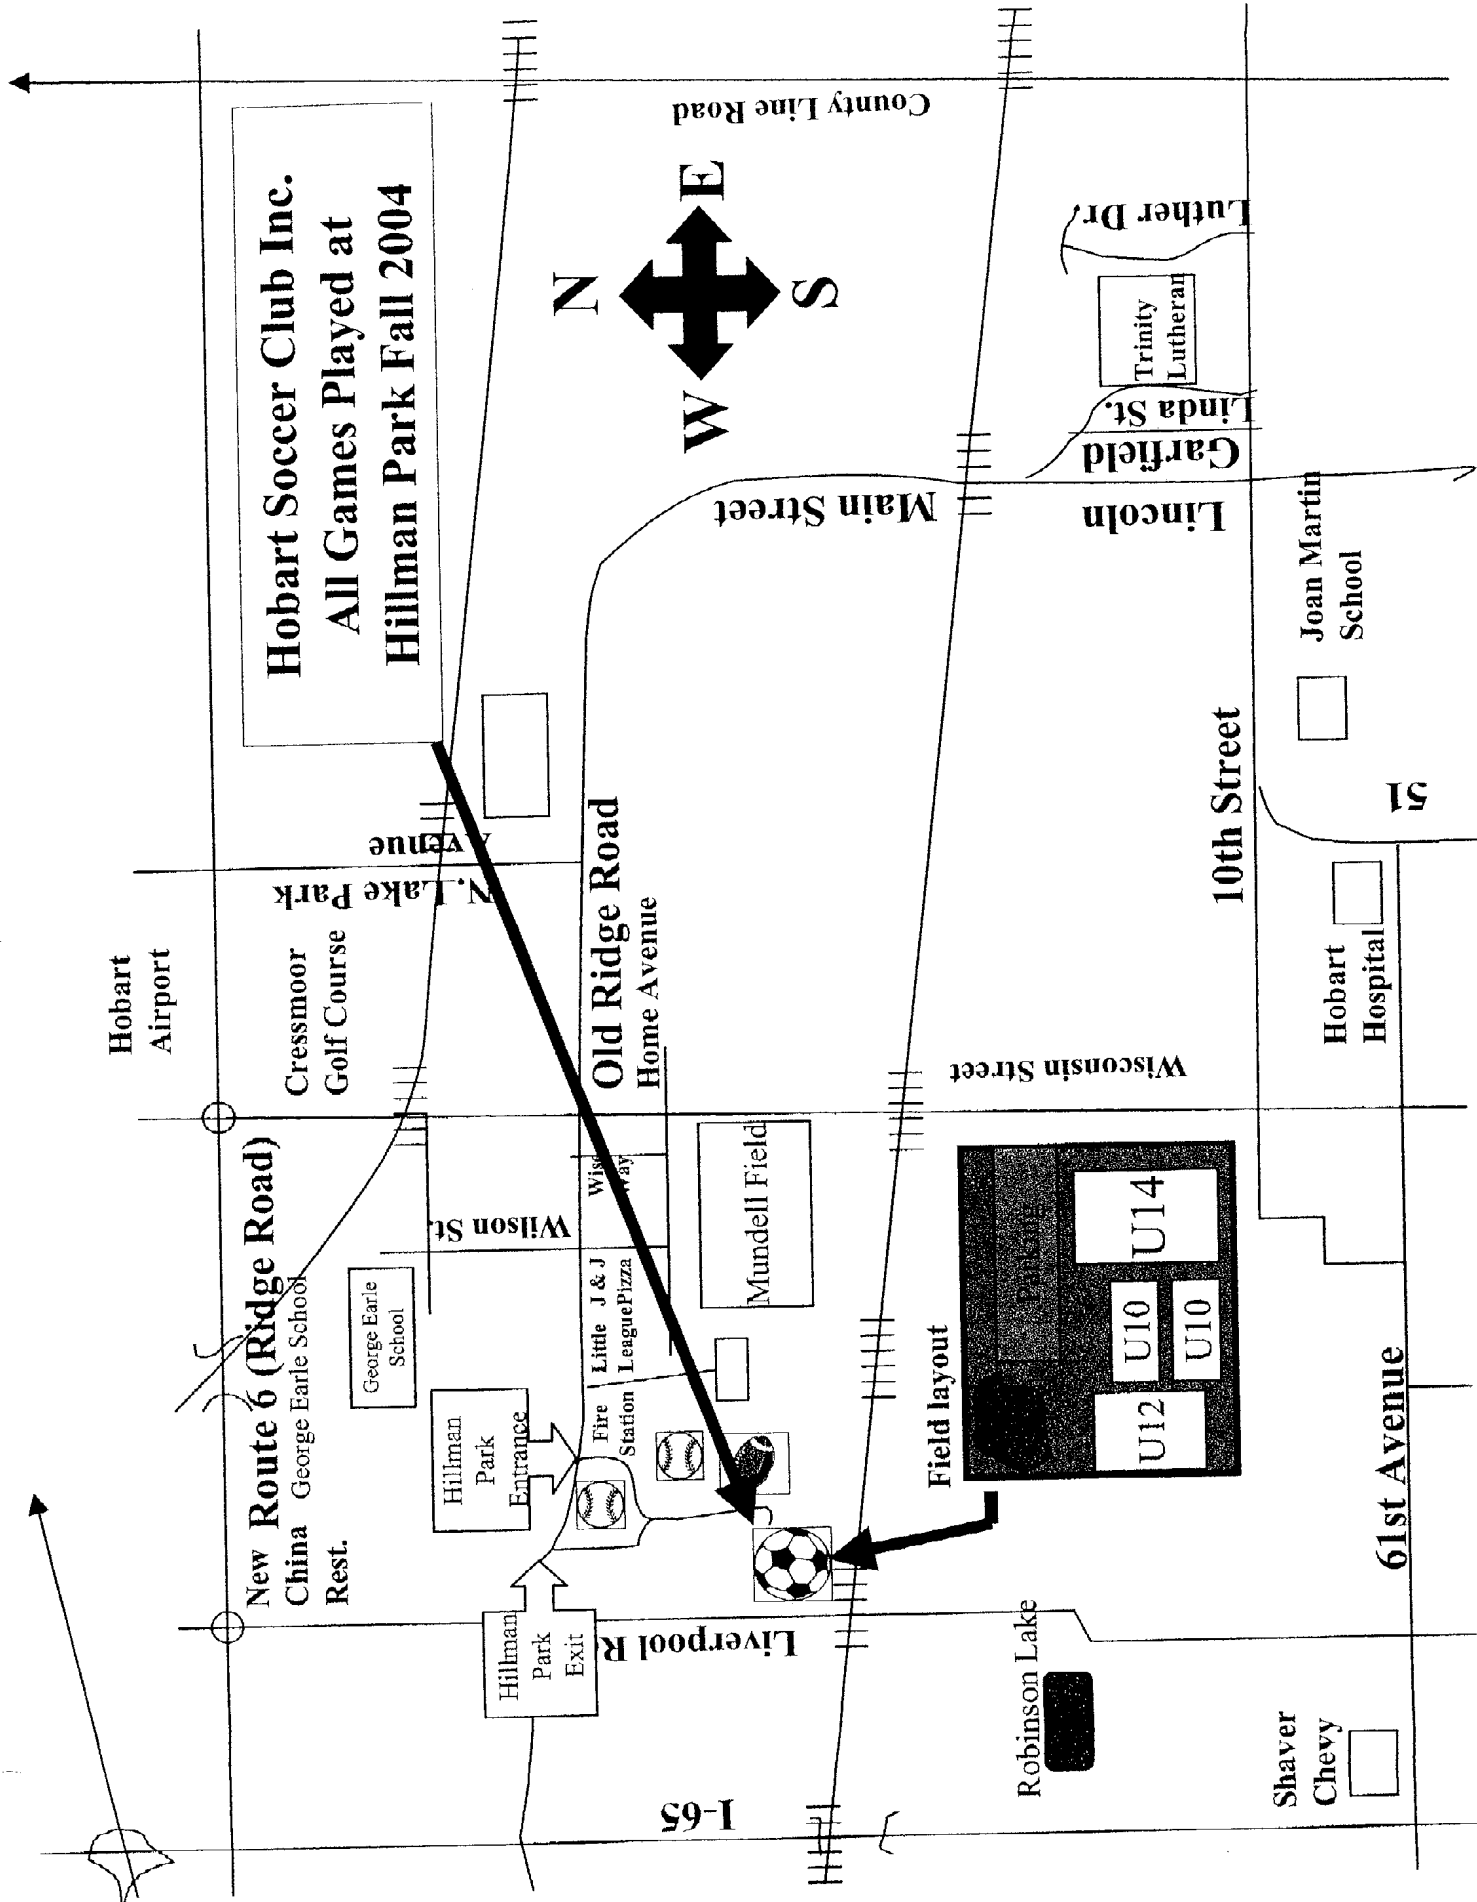 Hobart Soccer Club Inc.
All Games Played at
Hillman Park Fall 2004
Hobart
Airport
New Route 6 (Ridge Road)
China
Rest.
George Earle School
Cressmoor
Golf Course
N. Lake Park
Avenue
George Earle
School
Hillman
Park
Entrance
Hillman
Park
Exit
Wilson St.
Old Ridge Road
Home Avenue
Fire
Station
Little
League
J & J
Pizza
Wise
Way
Mundell Field
N
W
E
S
County Line Road
Main Street
Liverpool R
I-65
Wisconsin Street
Field layout
Parking
U12
U10
U10
U14
Robinson Lake
Lincoln
Garfield
Linda St.
Trinity
Lutheran
Luther Dr.
10th Street
Shaver
Chevy
61st Avenue
Hobart
Hospital
51
Joan Martin
School